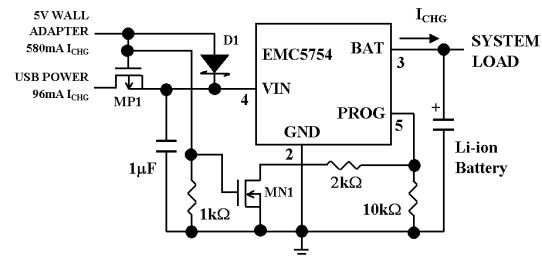 5V WALL
ADAPTER
580mA ICHG
USB POWER
96mA ICHG
MP1
D1
1μF
1kΩ
MN1
EMC5754
BAT
VIN
PROG
GND
4
3
5
2
2kΩ
10kΩ
ICHG
SYSTEM
LOAD
+
Li-ion
Battery